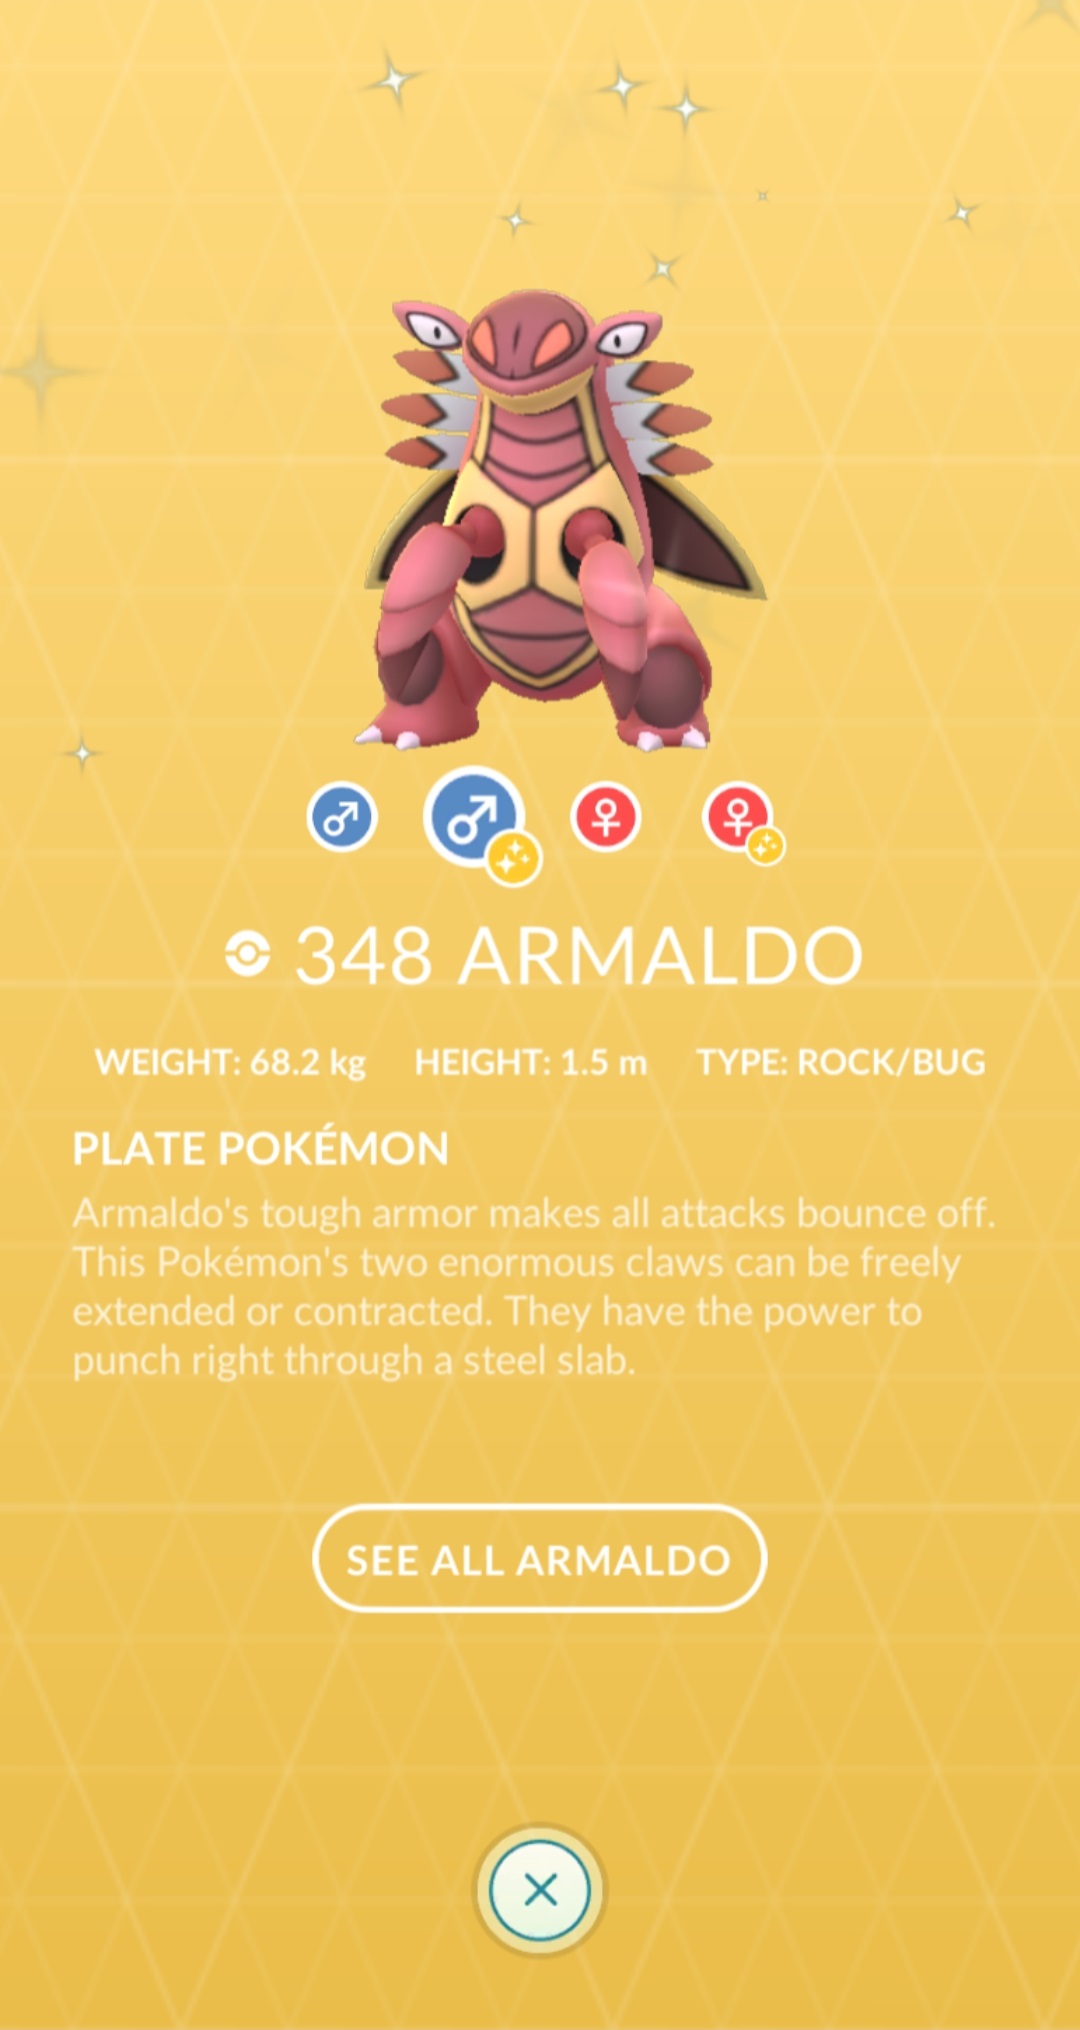 348 ARMALDO
WEIGHT: 68.2 kg HEIGHT: 1.5 m TYPE: ROCK/BUG
PLATE POKÉMON
Armaldo's tough armor makes all attacks bounce off.
This Pokémon's two enormous claws can be freely
extended or contracted. They have the power to
punch right through a steel slab.
SEE ALL ARMALDO